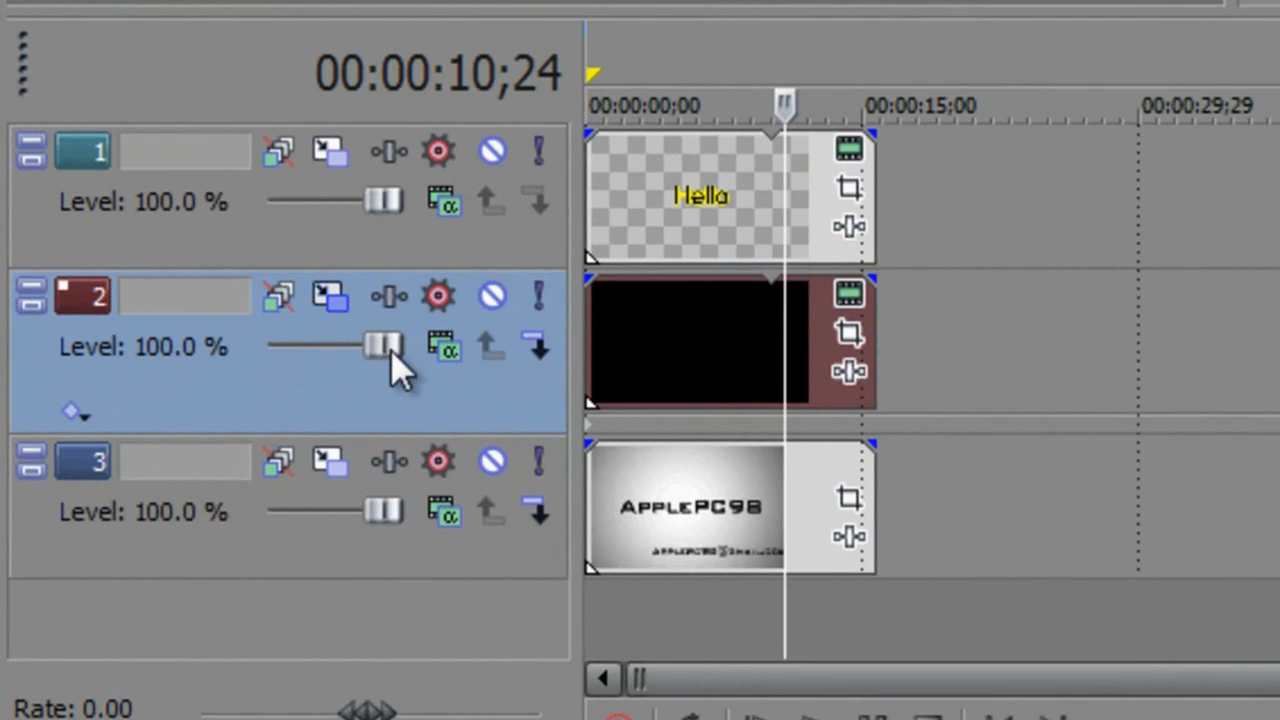 00:00:10;24
00:00:00;00 00:00:15;00 00:00:29;29
1
Level: 100.0 %
Hello
2
Level: 100.0 %
3
Level: 100.0 %
APPLEPC98
Rate: 0.00